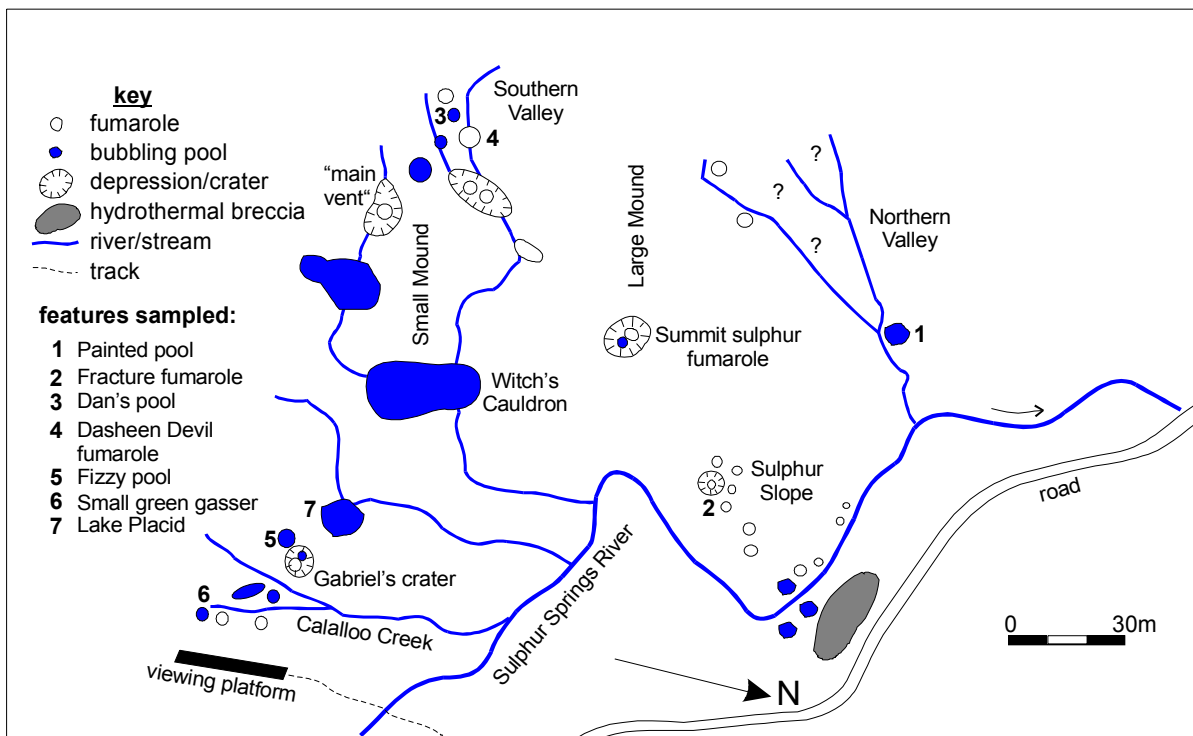 key
fumarole
bubbling pool
depression/crater
hydrothermal breccia
river/stream
track
features sampled:
1 Painted pool
2 Fracture fumarole
3 Dan's pool
4 Dasheen Devil
fumarole
5 Fizzy pool
6 Small green gasser
7 Lake Placid
Southern
Valley
3
4
"main
vent"
Small Mound
Large Mound
?
?
?
Northern
Valley
1
Summit sulphur
fumarole
Witch's
Cauldron
Sulphur
Slope
2
road
7
5
Gabriel's crater
6
Calalloo Creek
Sulphur Springs River
viewing platform
N
0 30m